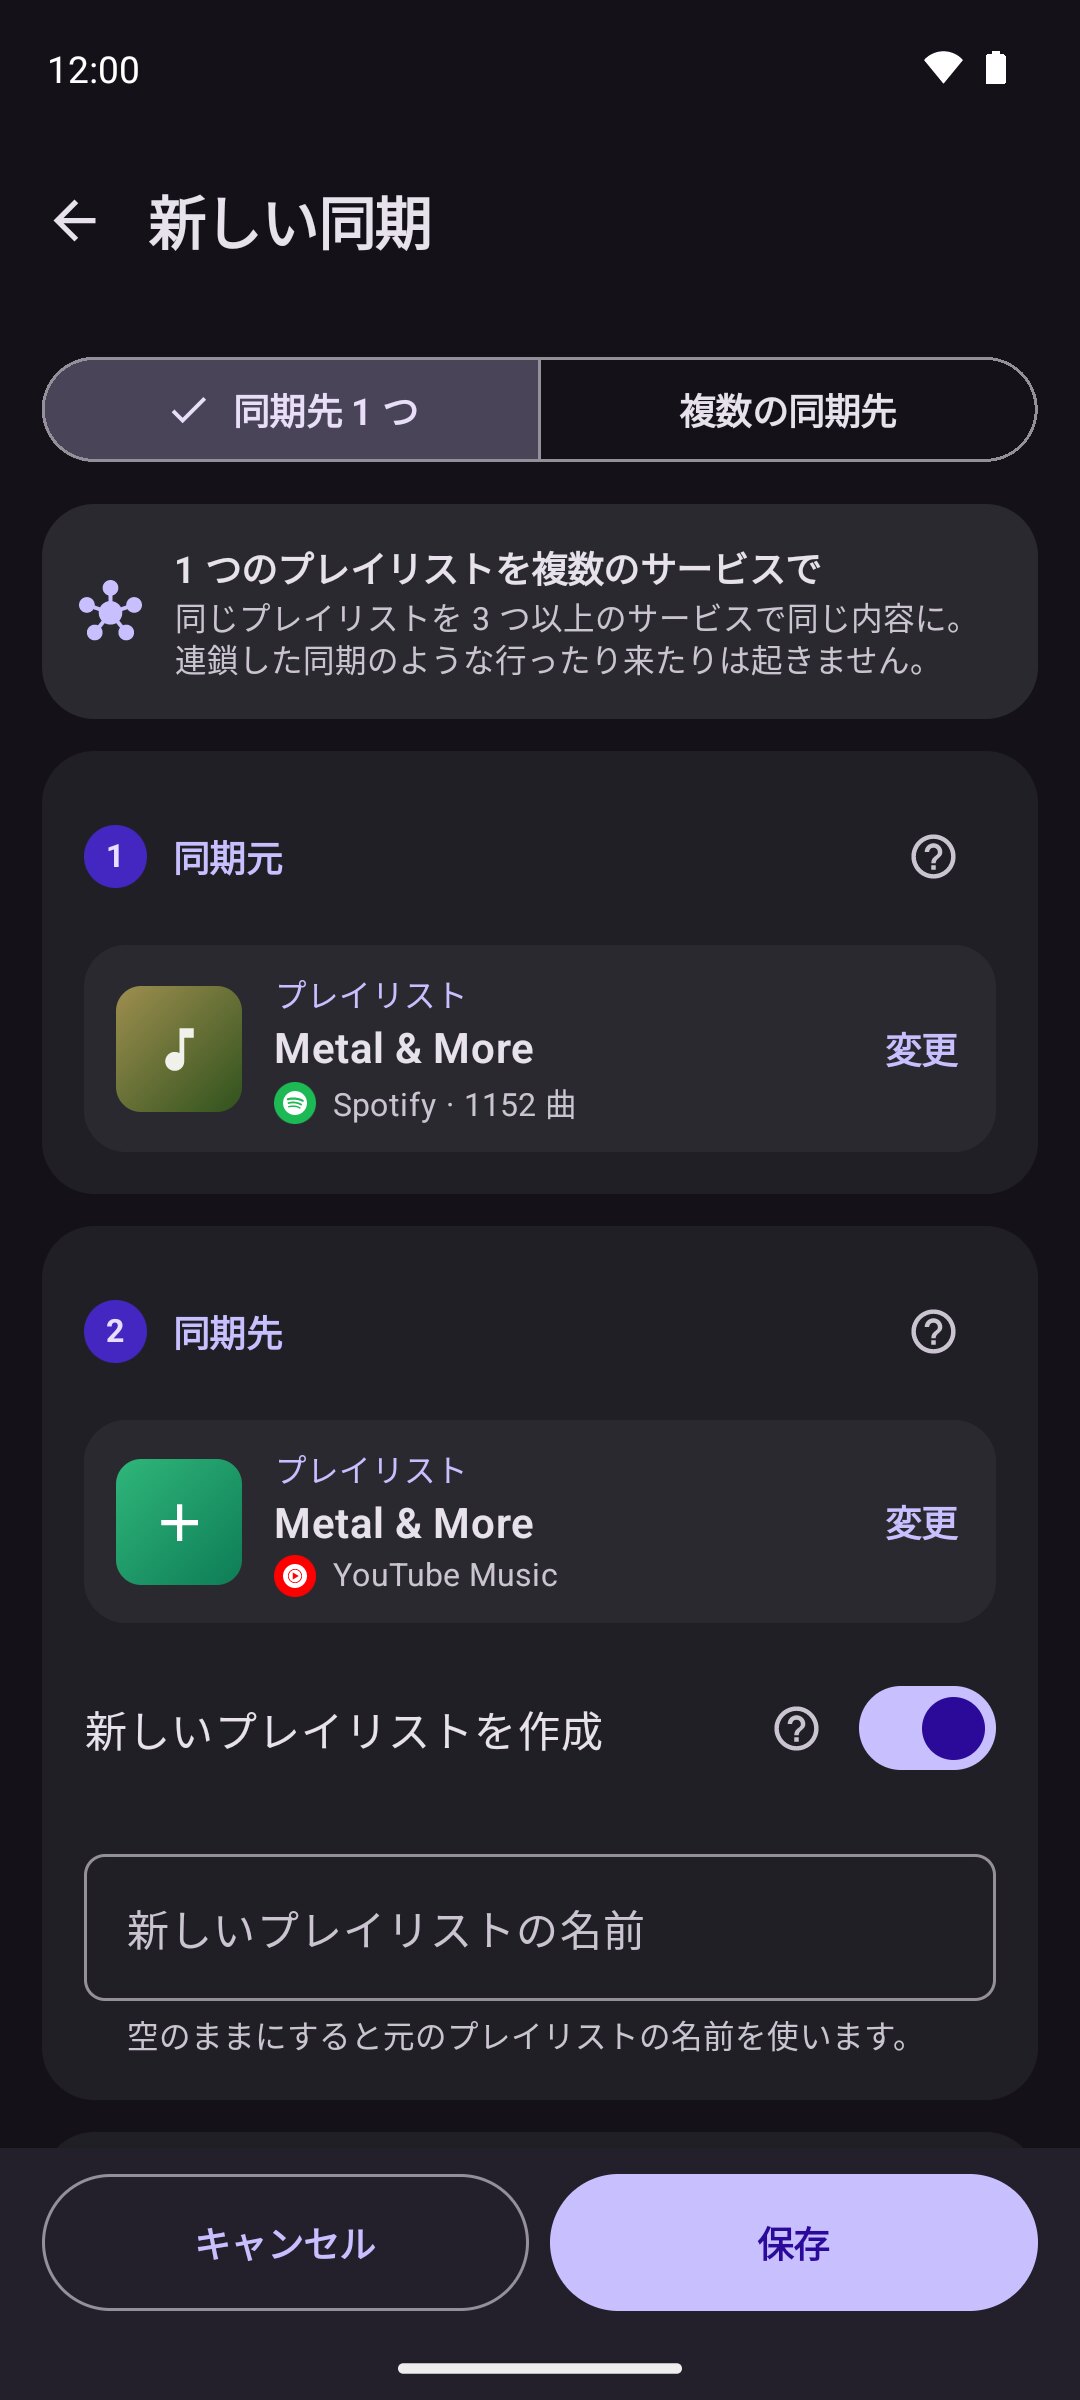 12:00
新しい同期
同期先 1 つ
複数の同期先
1 つのプレイリストを複数のサービスで
同じプレイリストを 3 つ以上のサービスで同じ内容に。
連鎖した同期のような行ったり来たりは起きません。
1 同期元
プレイリスト
Metal & More
Spotify · 1152 曲
変更
2 同期先
プレイリスト
Metal & More
YouTube Music
変更
新しいプレイリストを作成
新しいプレイリストの名前
空のままにすると元のプレイリストの名前を使います。
キャンセル
保存